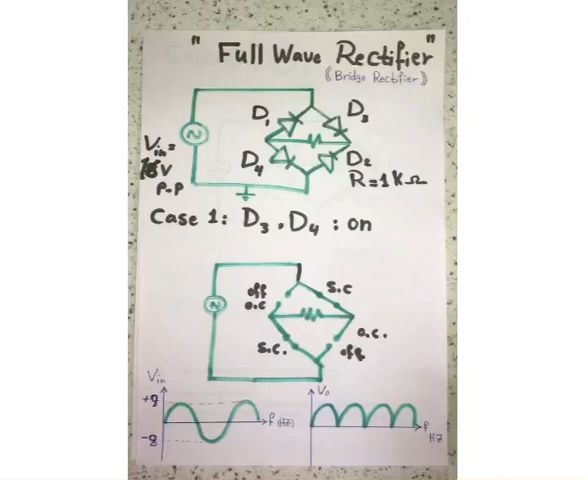 "Full Wave Rectifier"
((Bridge Rectifier))
D₁
D₃
Vin =
16V
P-P
D₄
D₂
R=1KΩ
Case 1: D₃, D₄ : on
off
o.c
s.c
s.c.
o.c.
off
Vin
+8
-8
f(HZ)
Vo
f
HZ